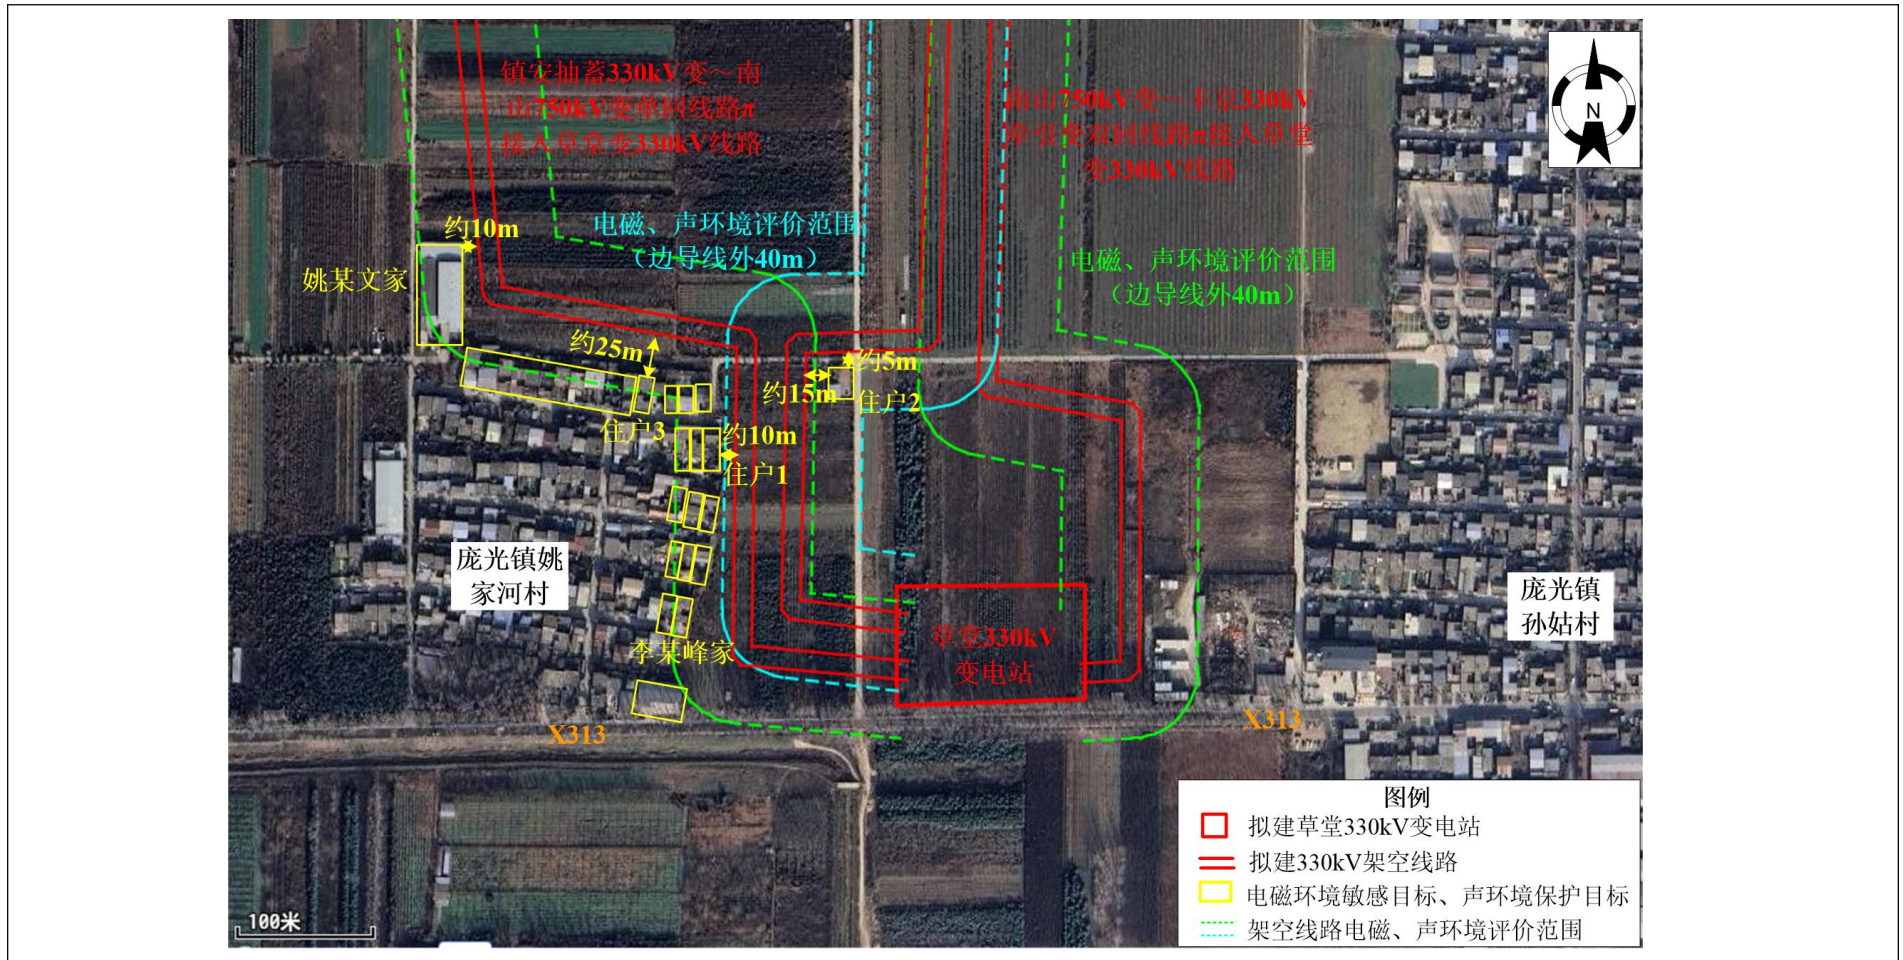 镇安抽蓄330kV变～南
山750kV变单回线路π
接入草堂变330kV线路
南山750kV变～丰京330kV
牵引变双回线路π接入草堂
变330kV线路
N
约10m
电磁、声环境评价范围
（边导线外40m）
电磁、声环境评价范围
（边导线外40m）
姚某文家
约25m
约5m
约15m
住户2
住户3
约10m
住户1
庞光镇姚
家河村
庞光镇
孙姑村
草堂330kV
变电站
李某峰家
X313
X313
图例
拟建草堂330kV变电站
拟建330kV架空线路
电磁环境敏感目标、声环境保护目标
架空线路电磁、声环境评价范围
100米